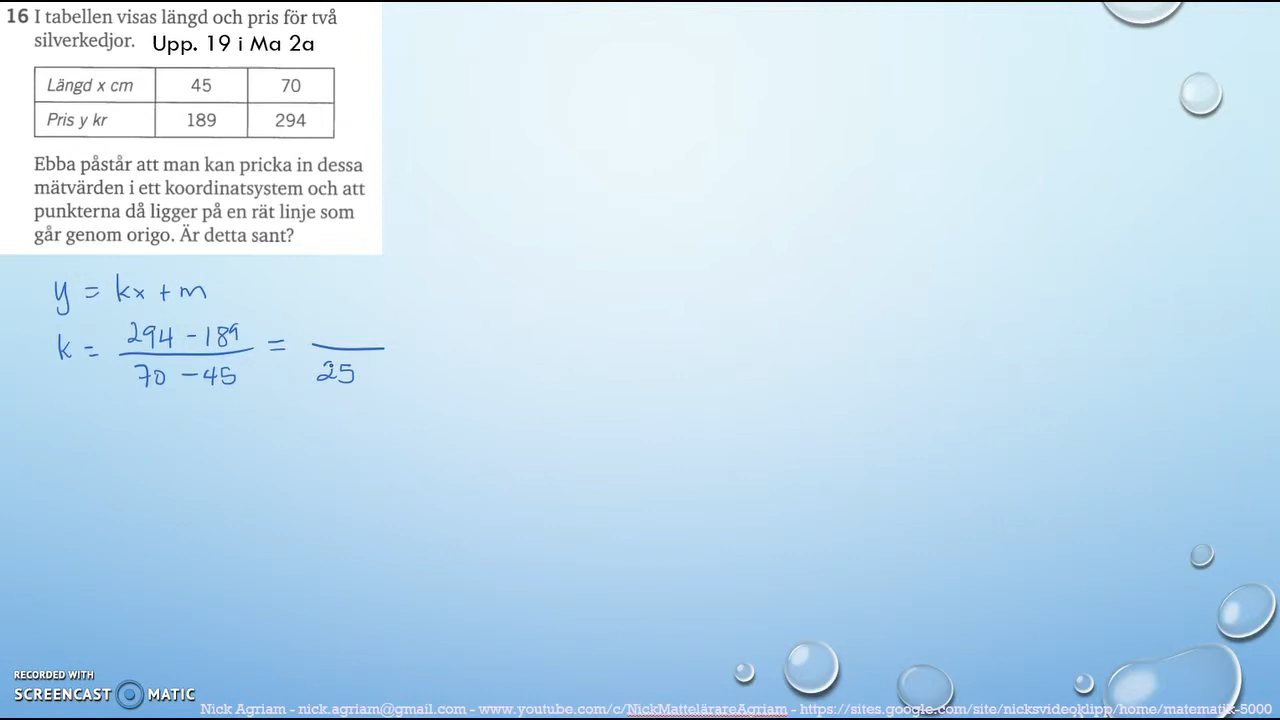 16 I tabellen visas längd och pris för två
silverkedjor. Upp. 19 i Ma 2a
Längd x cm 45 70
Pris y kr 189 294
Ebba påstår att man kan pricka in dessa
mätvärden i ett koordinatsystem och att
punkterna då ligger på en rät linje som
går genom origo. Är detta sant?
y = kx + m
k = 294 - 189 =
70 - 45 25
RECORDED WITH
SCREENCAST MATIC
Nick Agriam - nick.agriam@gmail.com - www.youtube.com/c/NickMattelärareAgriam - https://sites.google.com/site/nicksvideoklipp/home/matematik-5000